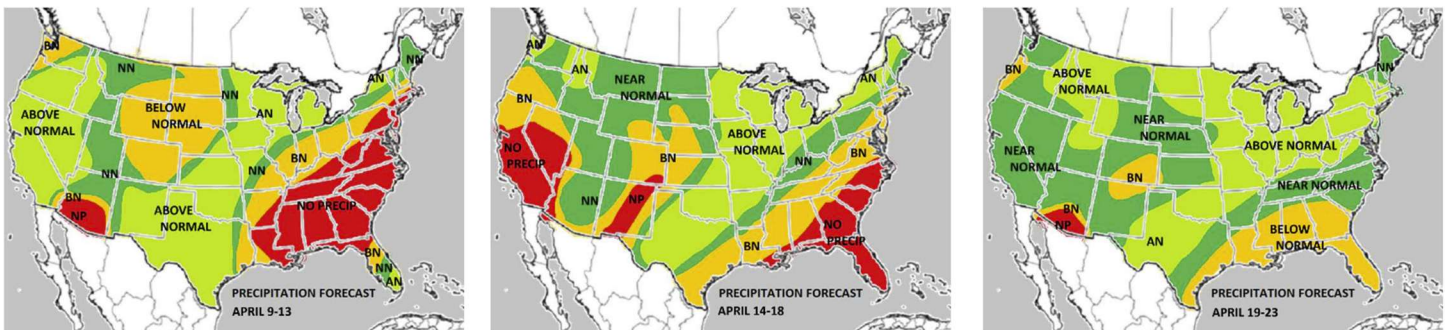 BN
NN
AN
NN
BELOW
NORMAL
NN
AN
ABOVE
NORMAL
BN
NN
NN
BN
NP
ABOVE
NORMAL
NO PRECIP
BN
NN
AN
PRECIPITATION FORECAST
APRIL 9-13
AN
AN
NEAR
NORMAL
AN
BN
ABOVE
NORMAL
NO
PRECIP
BN
NN
BN
NN
NP
NO
PRECIP
BN
PRECIPITATION FORECAST
APRIL 14-18
BN
ABOVE
NORMAL
NN
NEAR
NORMAL
ABOVE NORMAL
NEAR
NORMAL
BN
NEAR NORMAL
BN
NP
BELOW
NORMAL
AN
PRECIPITATION FORECAST
APRIL 19-23